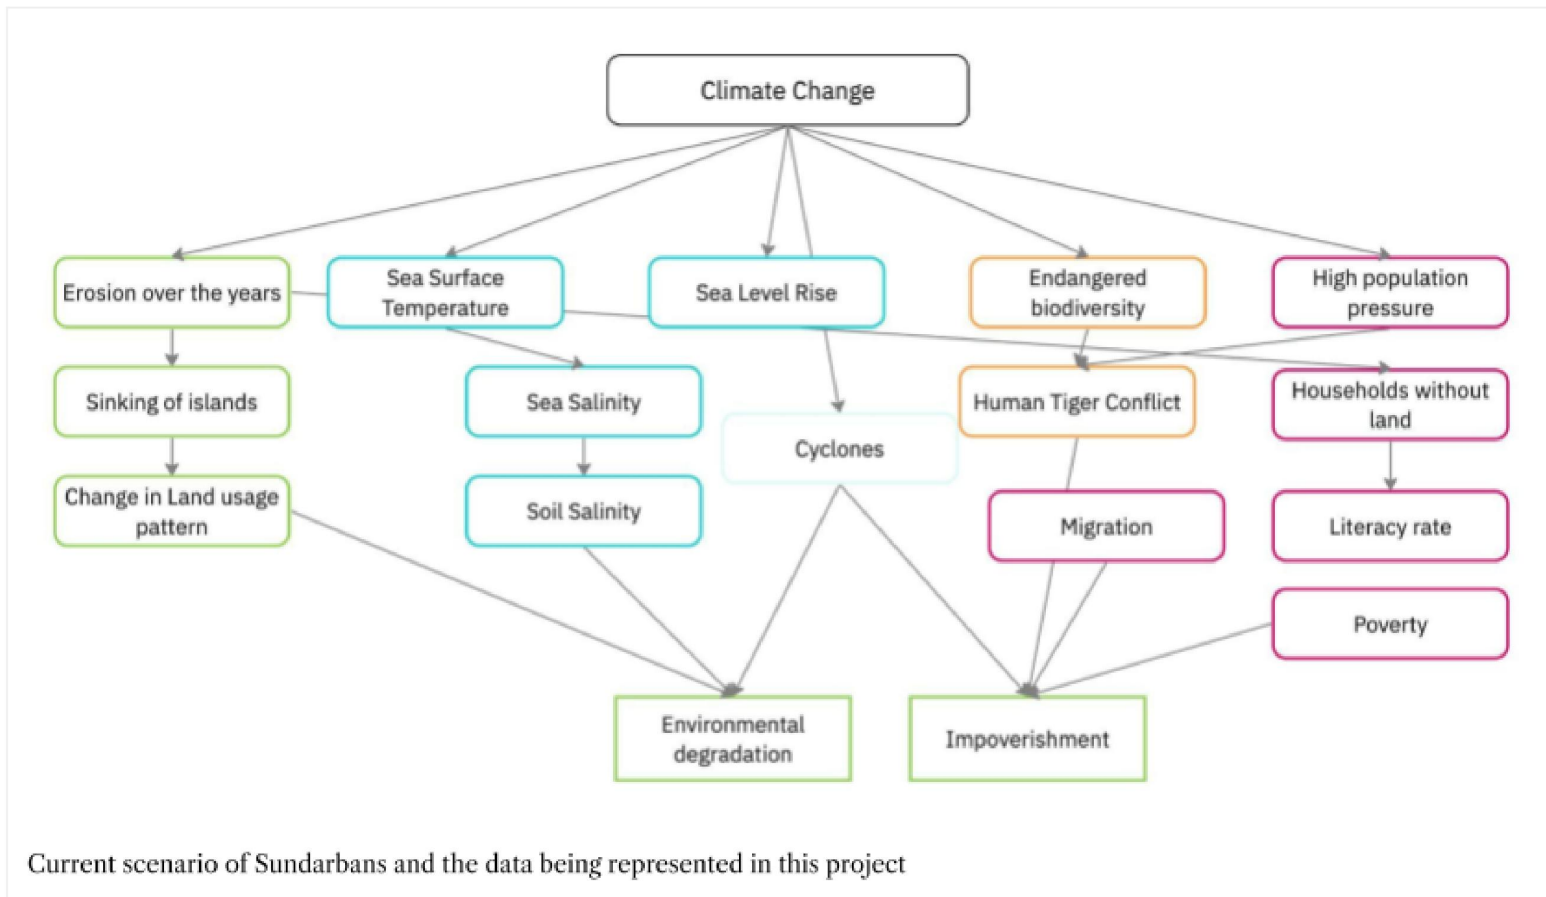 Climate Change
Erosion over the years
Sea Surface
Temperature
Sea Level Rise
Endangered
biodiversity
High population
pressure
Sinking of islands
Sea Salinity
Cyclones
Human Tiger Conflict
Households without
land
Change in Land usage
pattern
Soil Salinity
Migration
Literacy rate
Poverty
Environmental
degradation
Impoverishment
Current scenario of Sundarbans and the data being represented in this project